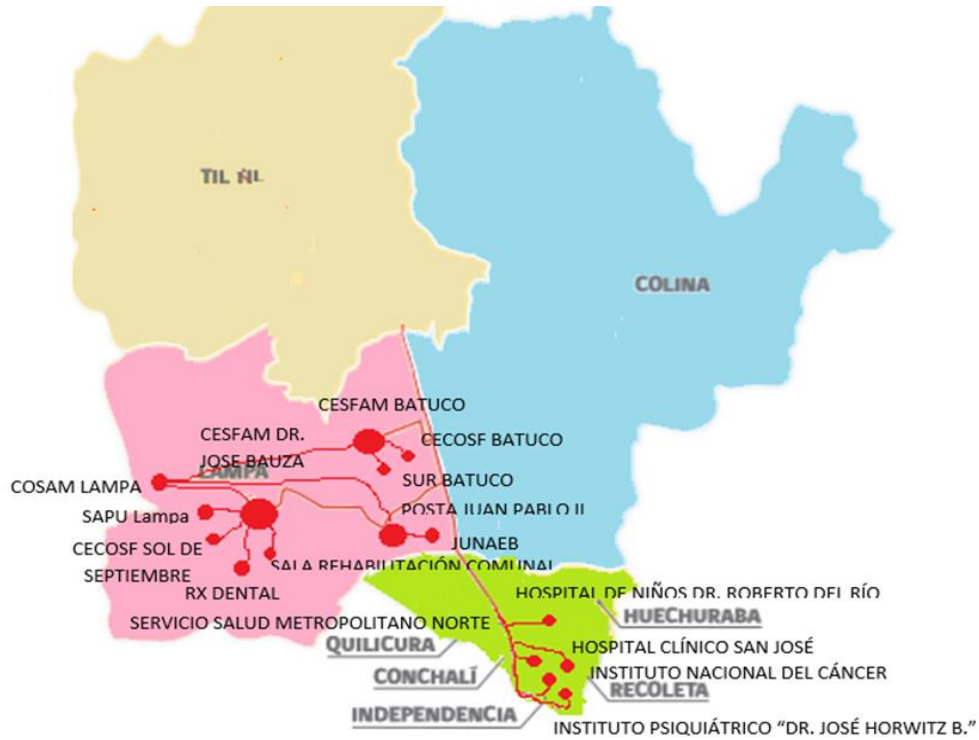 TIL
COLINA
CESFAM BATUCO
CESFAM DR.
JOSE BAUZA
CECOSF BATUCO
LAMPA
COSAM LAMPA
SUR BATUCO
SAPU Lampa
POSTA JUAN PABLO II
CECOSF SOL DE
SEPTIEMBRE
JUNAEB
SALA REHABILITACIÓN COMUNAL
RX DENTAL
HOSPITAL DE NIÑOS DR. ROBERTO DEL RÍO
SERVICIO SALUD METROPOLITANO NORTE
HUECHURABA
QUILICURA
HOSPITAL CLÍNICO SAN JOSÉ
CONCHALÍ
INSTITUTO NACIONAL DEL CÁNCER
RECOLETA
INDEPENDENCIA
INSTITUTO PSIQUIÁTRICO “DR. JOSÉ HORWITZ B.”